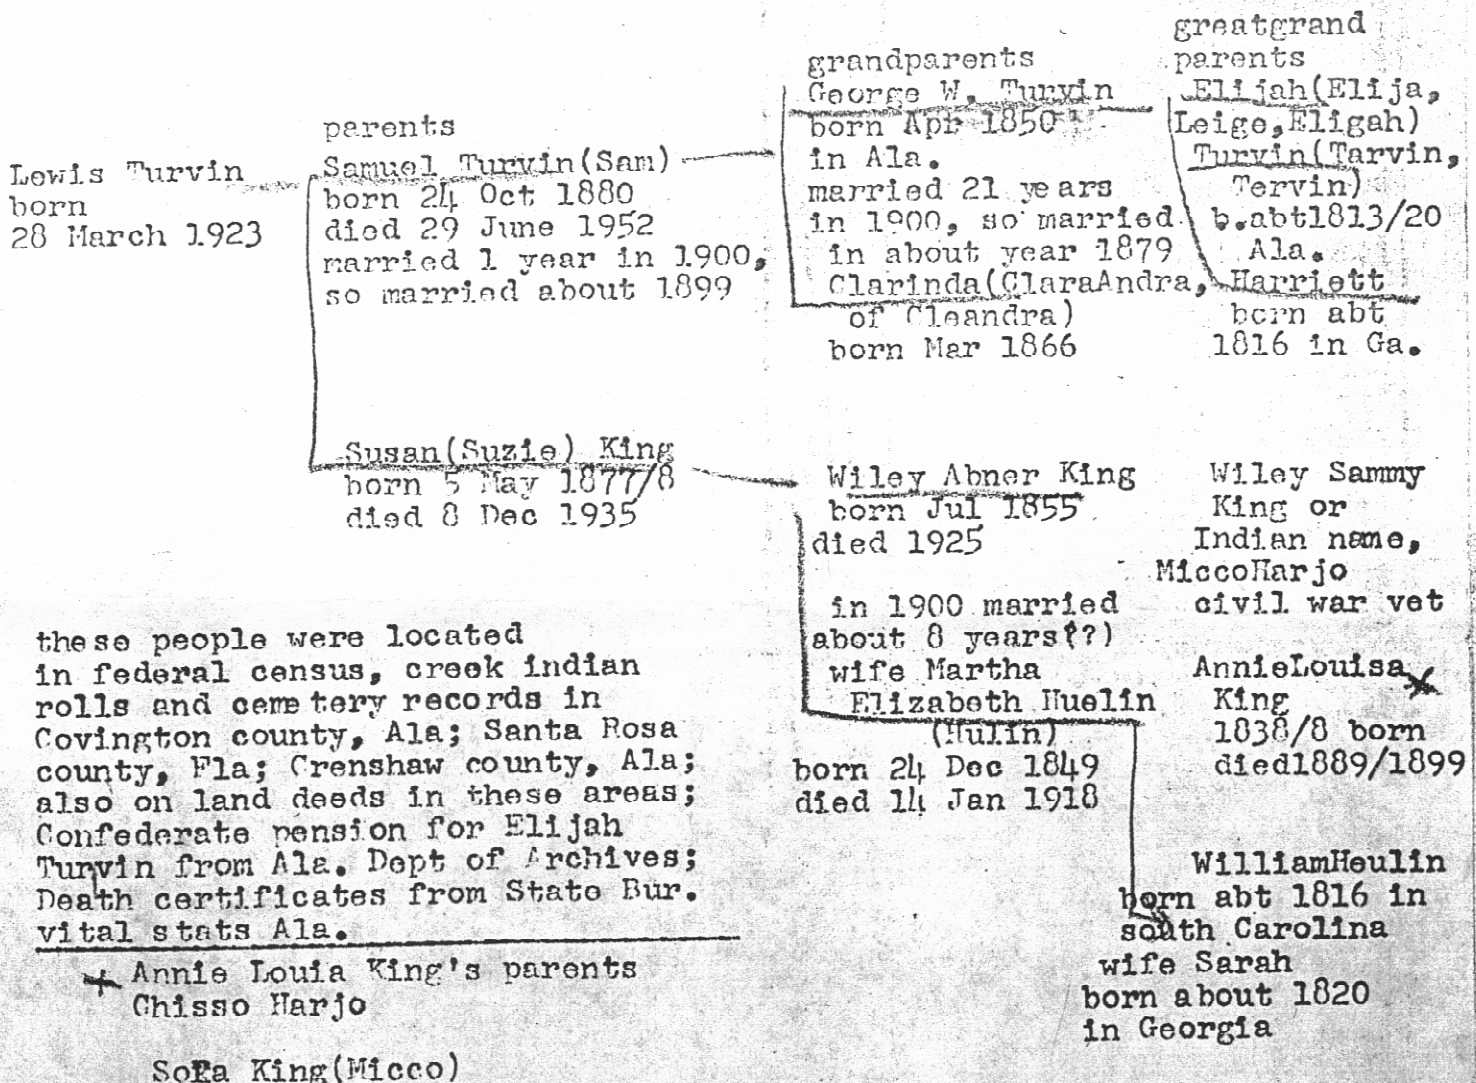 Lewis Turvin
born
28 March 1923
parents
Samuel Turvin(Sam)
born 24 Oct 1880
died 29 June 1952
married 1 year in 1900,
so married about 1899
Susan(Suzie) King
born 5 May 1877/8
died 8 Dec 1935
grandparents
George W. Turvin
born Apr 1850
in Ala.
married 21 years
in 1900, so married
in about year 1879
Clarinda(ClaraAndra,
of Cleandra)
born Mar 1866
greatgrand
parents
Elijah(Elija,
Leige,Eligah)
Turvin(Tarvin,
Tervin)
b.abt1813/20
Ala.
Harriett
born abt
1816 in Ga.
Wiley Abner King
born Jul 1855
died 1925
in 1900 married
about 8 years(??)
wife Martha
Elizabeth Huelin
(Hulin)
born 24 Dec 1849
died 14 Jan 1918
Wiley Sammy
King or
Indian name,
MiccoHarjo
civil war vet
AnnieLouisa
King
1838/8 born
died1889/1899
WilliamHeulin
born abt 1816 in
south Carolina
wife Sarah
born about 1820
in Georgia
these people were located
in federal census, creek indian
rolls and cemetery records in
Covington county, Ala; Santa Rosa
county, Fla; Crenshaw county, Ala;
also on land deeds in these areas;
Confederate pension for Elijah
Turvin from Ala. Dept of Archives;
Death certificates from State Bur.
vital stats Ala.
Annie Louia King's parents
Chisso Harjo
King(Micco)